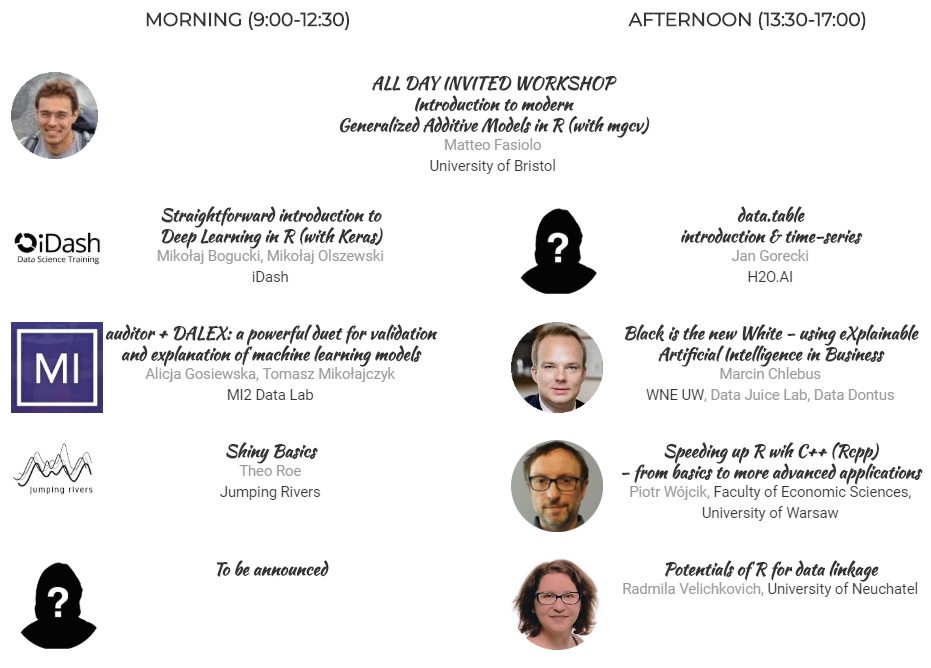 MORNING (9:00-12:30)
AFTERNOON (13:30-17:00)
ALL DAY INVITED WORKSHOP
Introduction to modern
Generalized Additive Models in R (with mgcv)
Matteo Fasiolo
University of Bristol
iDash
Data Science Training
Straightforward introduction to
Deep Learning in R (with Keras)
Mikołaj Bogucki, Mikołaj Olszewski
iDash
?
data.table
introduction & time-series
Jan Gorecki
H2O.AI
MI
auditor + DALEX: a powerful duet for validation
and explanation of machine learning models
Alicja Gosiewska, Tomasz Mikołajczyk
MI2 Data Lab
Black is the new White - using eXplainable
Artificial Intelligence in Business
Marcin Chlebus
WNE UW, Data Juice Lab, Data Dontus
jumping rivers
Shiny Basics
Theo Roe
Jumping Rivers
Speeding up R wih C++ (Rcpp)
- from basics to more advanced applications
Piotr Wójcik, Faculty of Economic Sciences,
University of Warsaw
?
To be announced
Potentials of R for data linkage
Radmila Velichkovich, University of Neuchatel